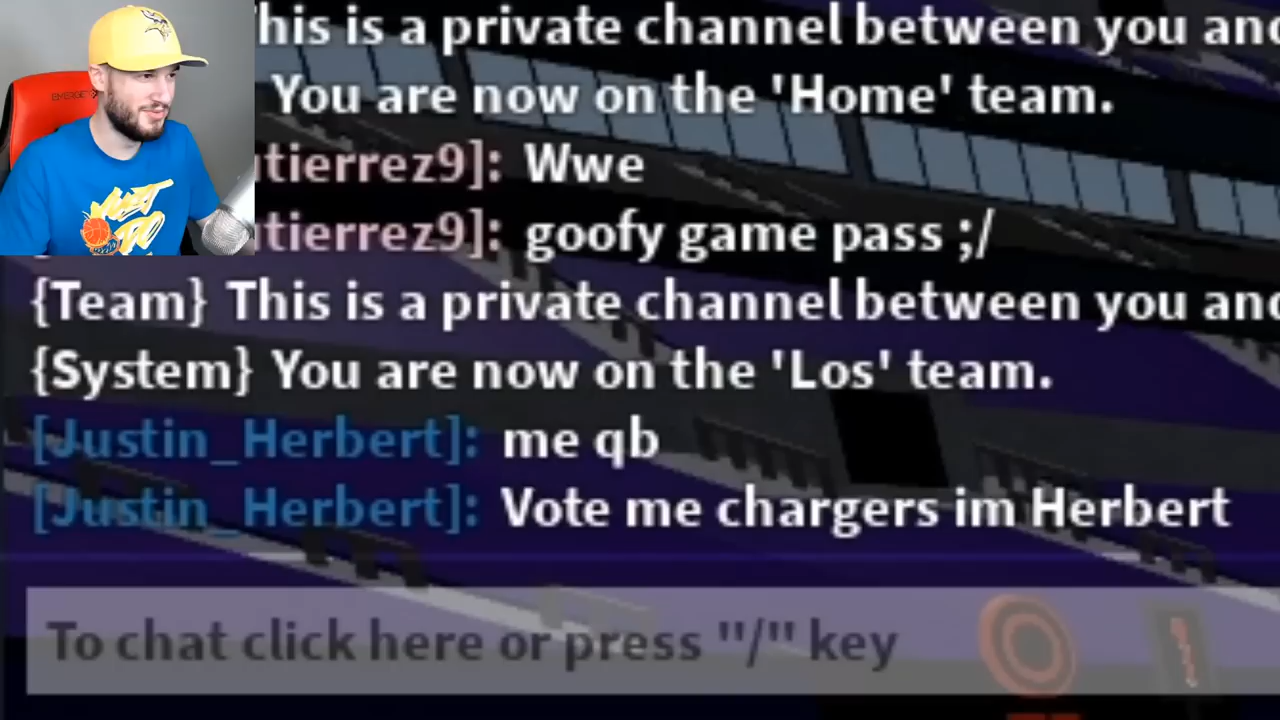 This is a private channel between you and
You are now on the 'Home' team.
tierrez9]: Wwe
tierrez9]: goofy game pass ;/
{Team} This is a private channel between you and
{System} You are now on the 'Los' team.
[Justin_Herbert]: me qb
[Justin_Herbert]: Vote me chargers im Herbert
To chat click here or press "/" key